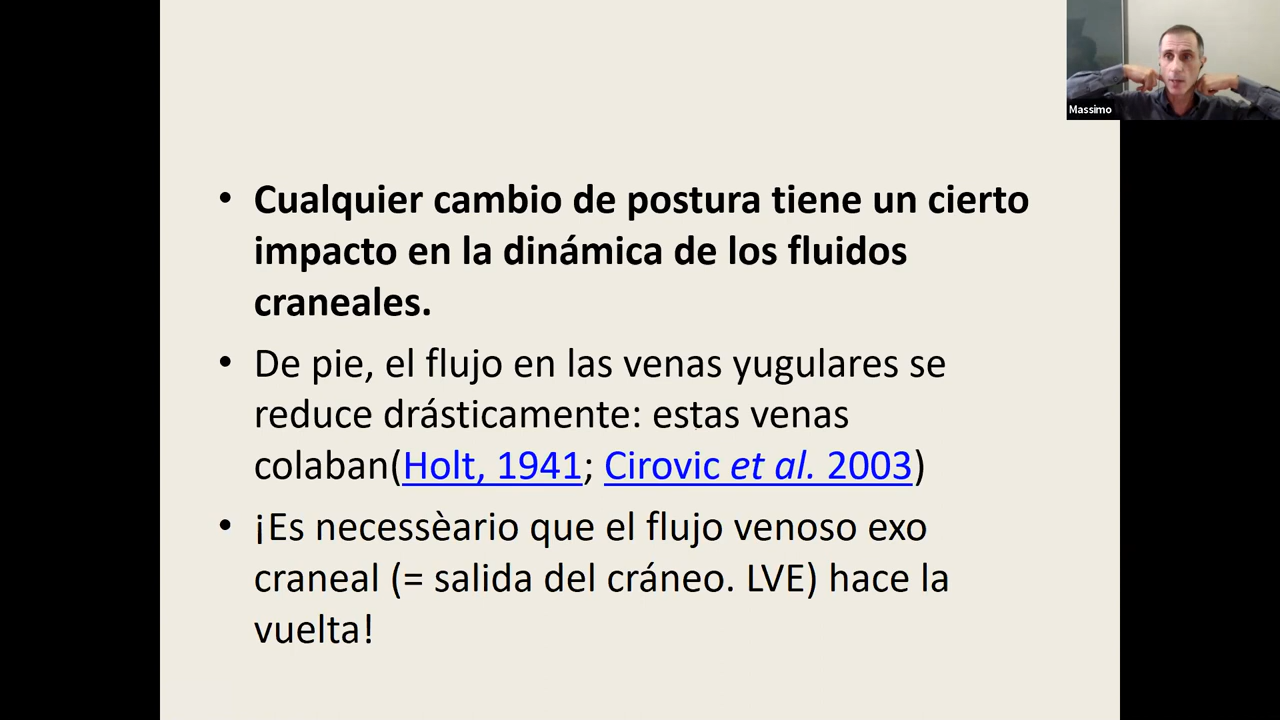 Massimo
• Cualquier cambio de postura tiene un cierto
impacto en la dinámica de los fluidos
craneales.
• De pie, el flujo en las venas yugulares se
reduce drásticamente: estas venas
colaban(Holt, 1941; Cirovic et al. 2003)
• ¡Es necessèario que el flujo venoso exo
craneal (= salida del cráneo. LVE) hace la
vuelta!